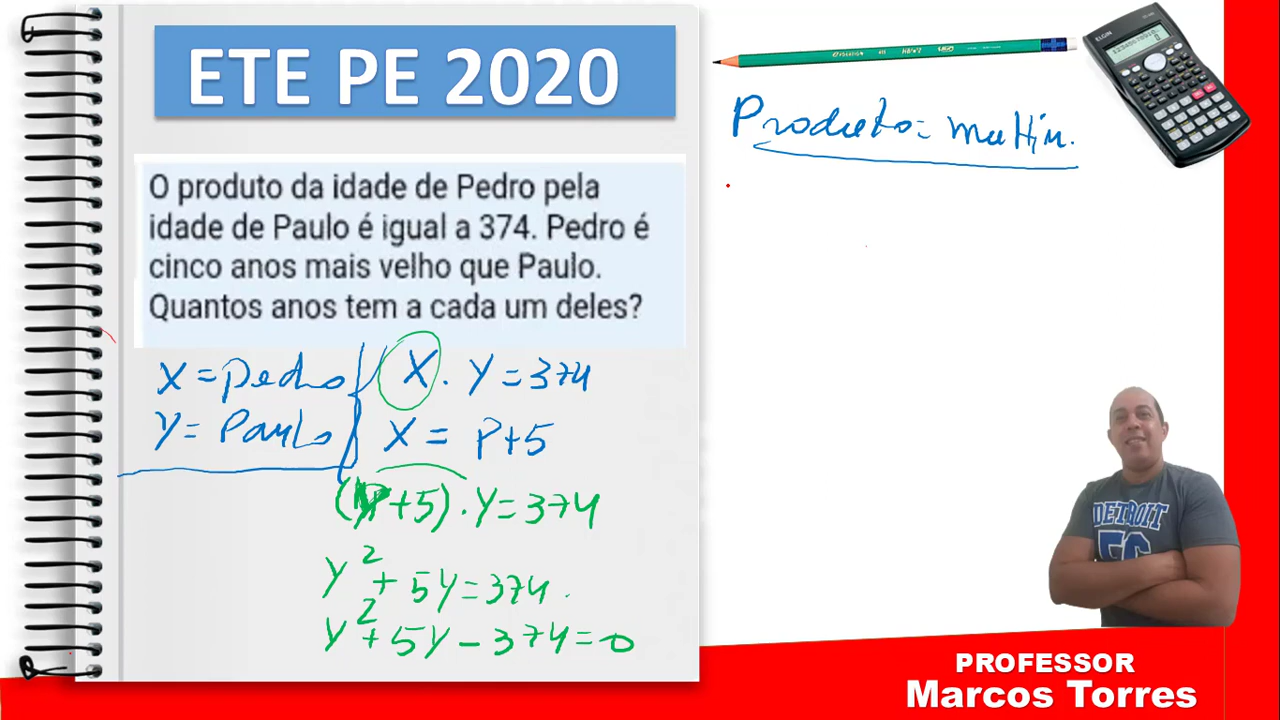 ETE PE 2020
O produto da idade de Pedro pela
idade de Paulo é igual a 374. Pedro é
cinco anos mais velho que Paulo.
Quantos anos tem a cada um deles?
X = Pedro
Y = Paulo
X . Y = 374
X = P+5
(Y+5) . Y = 374
Y² + 5Y = 374
Y² + 5Y - 374 = 0
Produto =
ELGIN
DETROIT
PROFESSOR
Marcos Torres